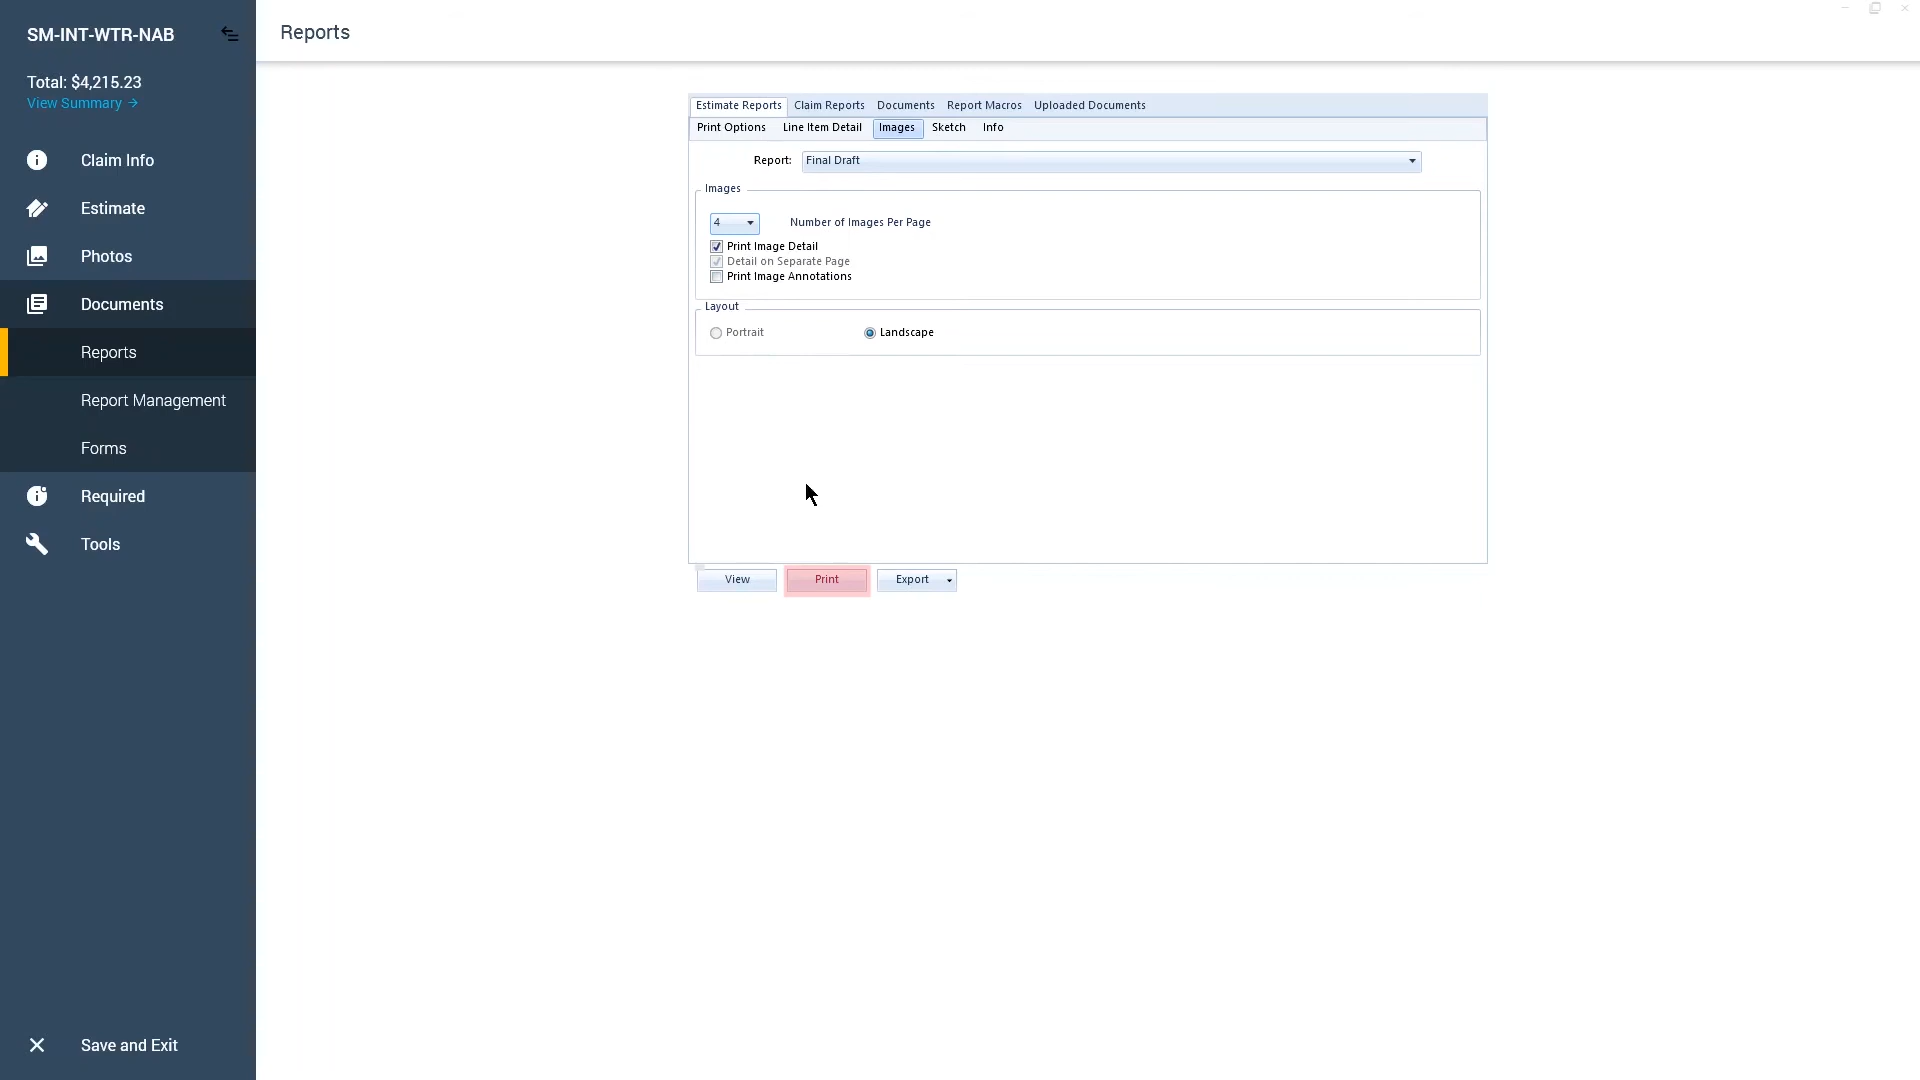 SM-INT-WTR-NAB
Total: $4,215.23
View Summary →
Claim Info
Estimate
Photos
Documents
Reports
Report Management
Forms
Required
Tools
Save and Exit
Reports
Estimate Reports Claim Reports Documents Report Macros Uploaded Documents
Print Options Line Item Detail Images Sketch Info
Report: Final Draft
Images
4 Number of Images Per Page
Print Image Detail
Detail on Separate Page
Print Image Annotations
Layout
Portrait Landscape
View Print Export